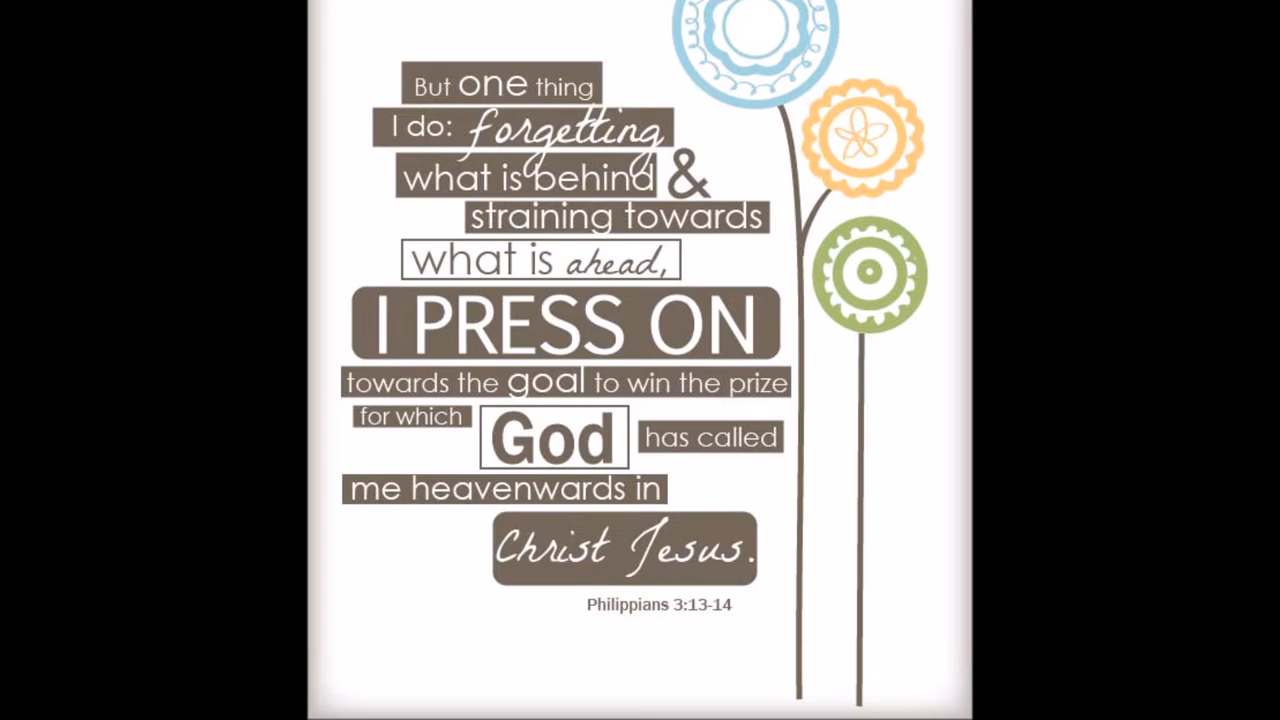 But one thing
I do: forgetting
what is behind &
straining towards
what is ahead,
I PRESS ON
towards the goal to win the prize
for which God has called
me heavenwards in
Christ Jesus.
Philippians 3:13-14